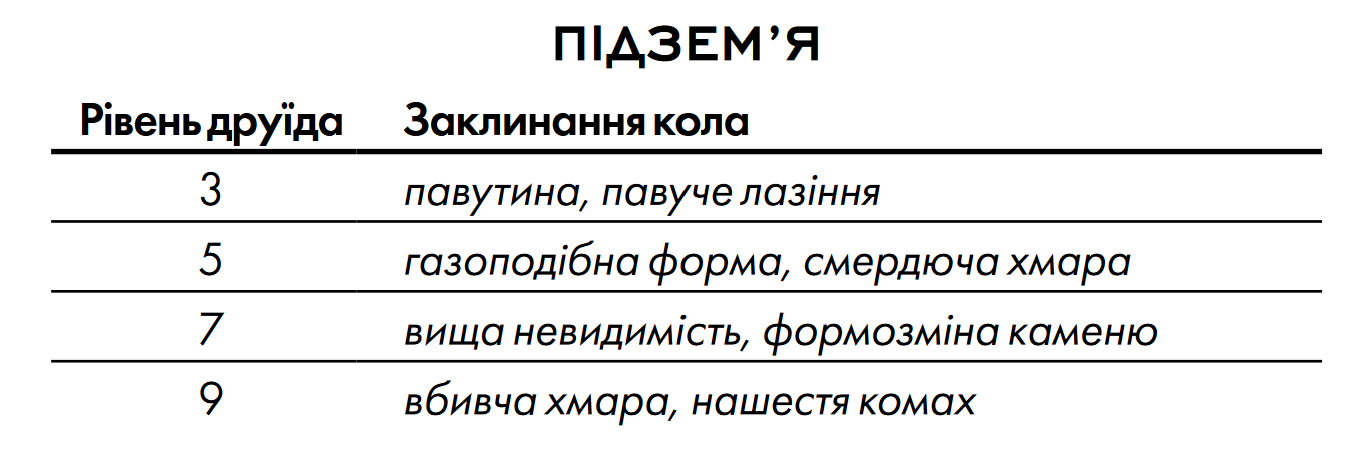 ПІДЗЕМ’Я
Рівень друїда Заклинання кола
3 павутина, павуче лазіння
5 газоподібна форма, смердюча хмара
7 вища невидимість, формозміна каменю
9 вбивча хмара, нашестя комах